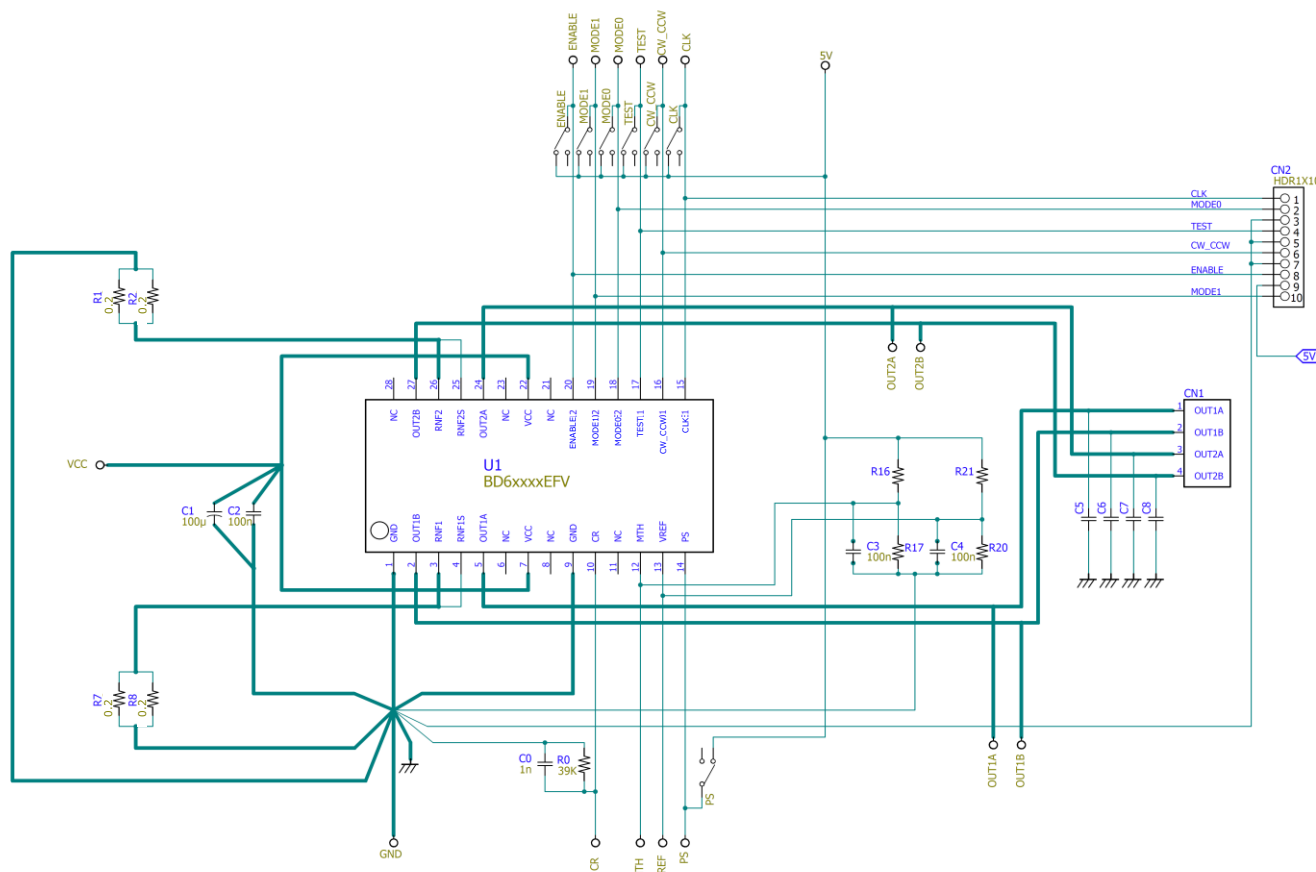 ENABLE
MODE1
MODE0
TEST
CW_CCW
CLK
5V
ENABLE
MODE1
MODE0
TEST
CW_CCW
CLK
CN2
HDR1X10
CLK
1
MODE0
2
3
TEST
4
5
CW_CCW
6
7
ENABLE
8
9
MODE1
10
5V
R1
0.2
R2
0.2
OUT2A
OUT2B
28
27
26
25
24
23
22
21
20
19
18
17
16
15
NC
OUT2B
RNF2
RNF2S
OUT2A
NC
VCC
NC
CW_CCW|1
CLK|1
CN1
1 OUT1A
2 OUT1B
3 OUT2A
4 OUT2B
VCC
U1
BD6xxxxEFV
R16
R21
C1
100μ
C2
100n
C5
C6
C7
C8
GND
OUT1B
RNF1
RNF1S
OUT1A
NC
VCC
NC
GND
CR
NC
MTH
VREF
PS
C3
100n
R17
C4
100n
R20
1
2
3
4
5
6
7
8
9
10
11
12
13
14
R7
0.2
R8
0.2
C0
1n
R0
39K
PS
OUT1A
OUT1B
GND
CR
TH
REF
PS